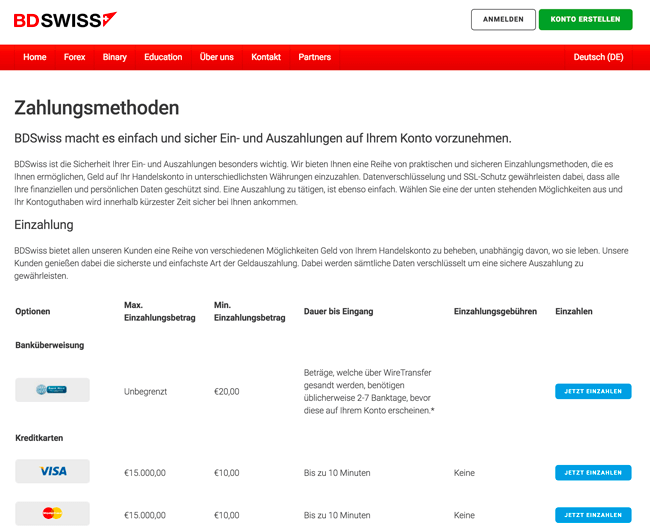 BDSWISS
ANMELDEN
KONTO ERSTELLEN
Home Forex Binary Education Über uns Kontakt Partners Deutsch (DE)
Zahlungsmethoden
BDSwiss macht es einfach und sicher Ein- und Auszahlungen auf Ihrem Konto vorzunehmen.
BDSwiss ist die Sicherheit Ihrer Ein- und Auszahlungen besonders wichtig. Wir bieten Ihnen eine Reihe von praktischen und sicheren Einzahlungsmethoden, die es
Ihnen ermöglichen, Geld auf Ihr Handelskonto in unterschiedlichsten Währungen einzuzahlen. Datenverschlüsselung und SSL-Schutz gewährleisten dabei, dass alle
Ihre finanziellen und persönlichen Daten geschützt sind. Eine Auszahlung zu tätigen, ist ebenso einfach. Wählen Sie eine der unten stehenden Möglichkeiten aus und
Ihr Kontoguthaben wird innerhalb kürzester Zeit sicher bei Ihnen ankommen.
Einzahlung
BDSwiss bietet allen unseren Kunden eine Reihe von verschiedenen Möglichkeiten Geld von Ihrem Handelskonto zu beheben, unabhängig davon, wo sie leben. Unsere
Kunden genießen dabei die sicherste und einfachste Art der Geldauszahlung. Dabei werden sämtliche Daten verschlüsselt um eine sichere Auszahlung zu
gewährleisten.
Optionen
Max.
Einzahlungsbetrag
Min.
Einzahlungsbetrag
Dauer bis Eingang
Einzahlungsgebühren
Einzahlen
Banküberweisung
Unbegrenzt
€20,00
Beträge, welche über WireTransfer
gesandt werden, benötigen
üblicherweise 2-7 Banktage, bevor
diese auf Ihrem Konto erscheinen.*
JETZT EINZAHLEN
Kreditkarten
VISA €15.000,00 €10,00 Bis zu 10 Minuten Keine JETZT EINZAHLEN
€15.000,00 €10,00 Bis zu 10 Minuten Keine JETZT EINZAHLEN